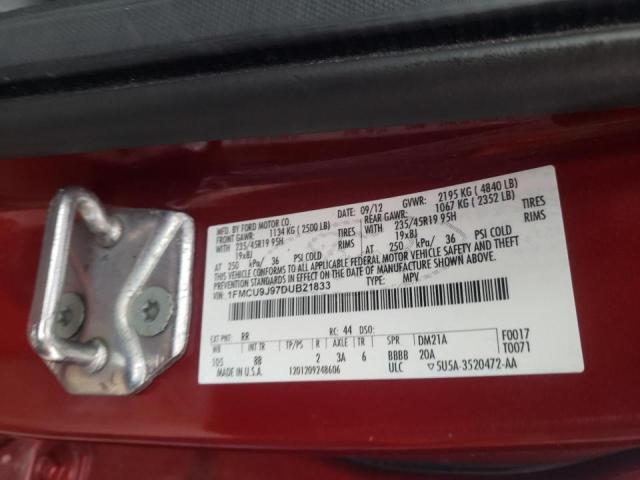 MFD. BY FORD MOTOR CO.
DATE: 09/12 GVWR: 2195 KG ( 4840 LB)
FRONT GAWR: 1134 KG ( 2500 LB) REAR GAWR: 1067 KG ( 2352 LB)
WITH 235/45R19 95H TIRES WITH 235/45R19 95H TIRES
19x8J RIMS 19x8J RIMS
AT 250 kPa/ 36 PSI COLD AT 250 kPa/ 36 PSI COLD
THIS VEHICLE CONFORMS TO ALL APPLICABLE FEDERAL MOTOR VEHICLE SAFETY AND THEFT
PREVENTION STANDARDS IN EFFECT ON THE DATE OF MANUFACTURE SHOWN ABOVE.
VIN: 1FMCU9J97DUB21833 TYPE: MPV
EXT PNT: RR RC: 44 DSO: F0017
WB INT TR TP/PS R AXLE TR SPR DM21A T0071
105 BB 2 3A 6 BBBB 20A
MADE IN U.S.A. 1201209248606 ULC 5U5A-3520472-AA